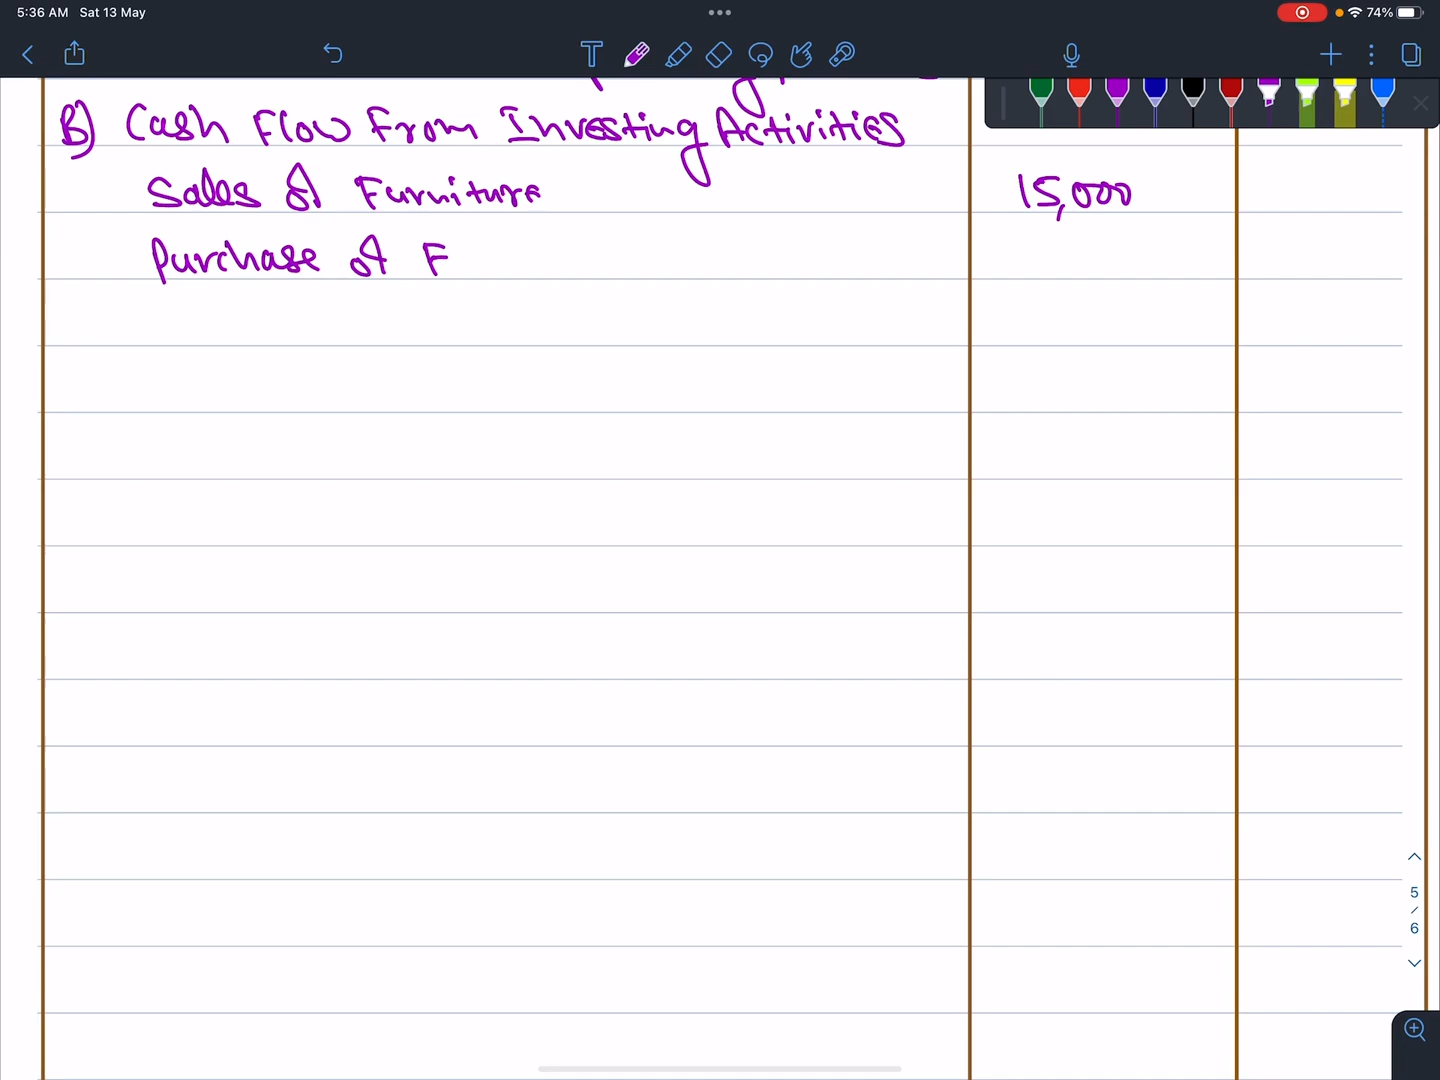 5:36 AM Sat 13 May
74%
B) Cash Flow From Investing Activities
Sales of Furniture 15,000
Purchase of F
5
/
6